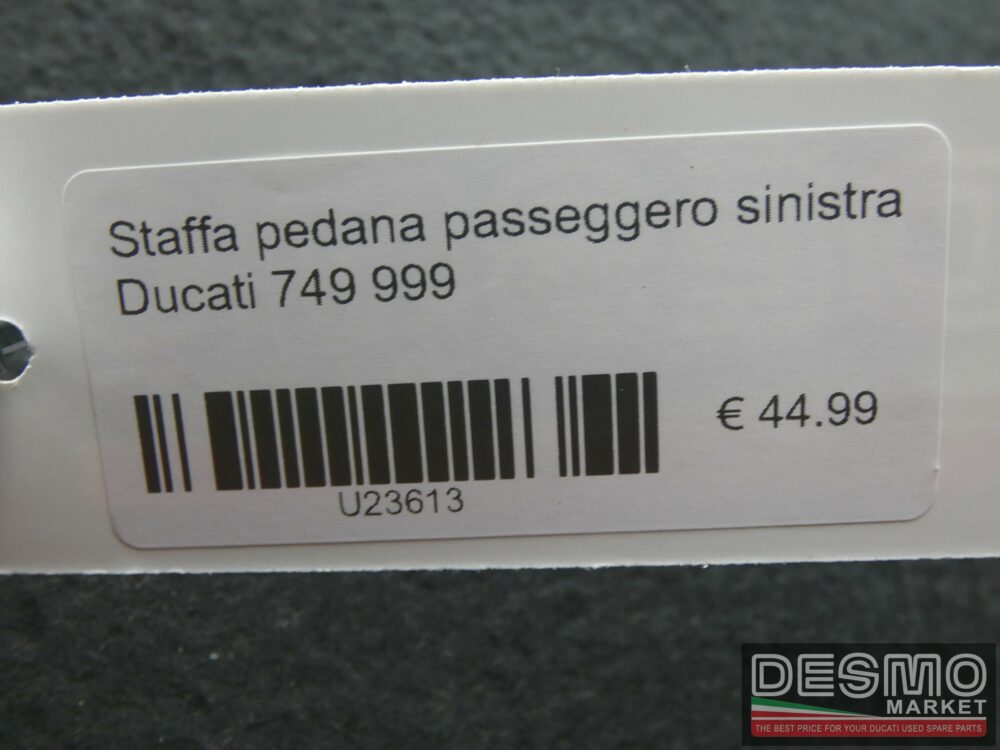 Staffa pedana passeggero sinistra
Ducati 749 999
€ 44.99
U23613
DESMO
MARKET
THE BEST PRICE FOR YOUR DUCATI USED SPARE PARTS